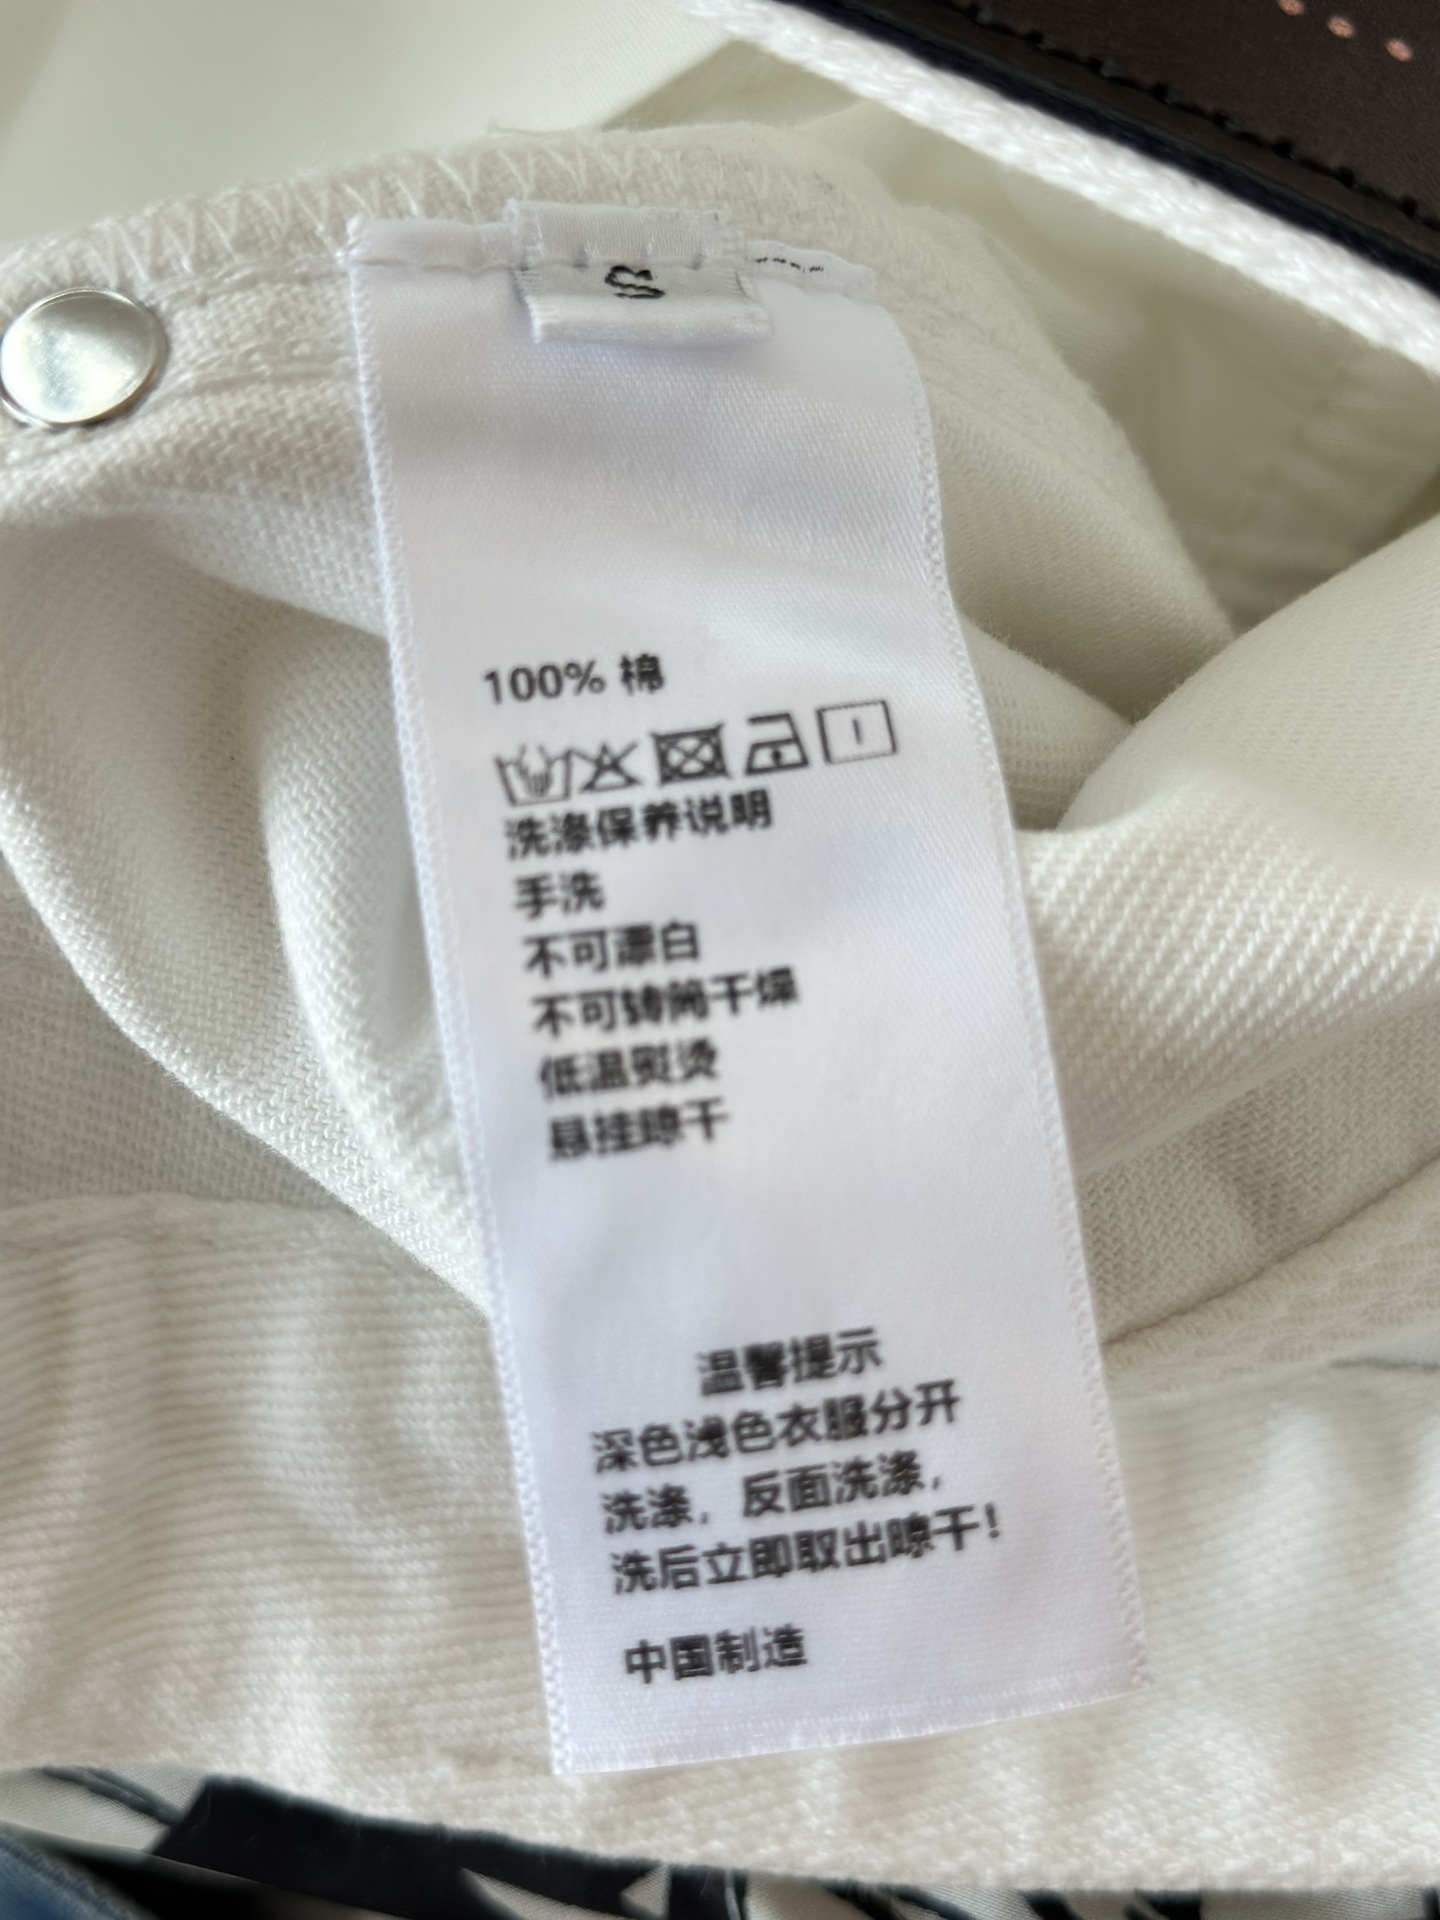 S
100% 棉
洗涤保养说明
手洗
不可漂白
不可转筒干燥
低温熨烫
悬挂晾干
温馨提示
深色浅色衣服分开
洗涤，反面洗涤，
洗后立即取出晾干！
中国制造